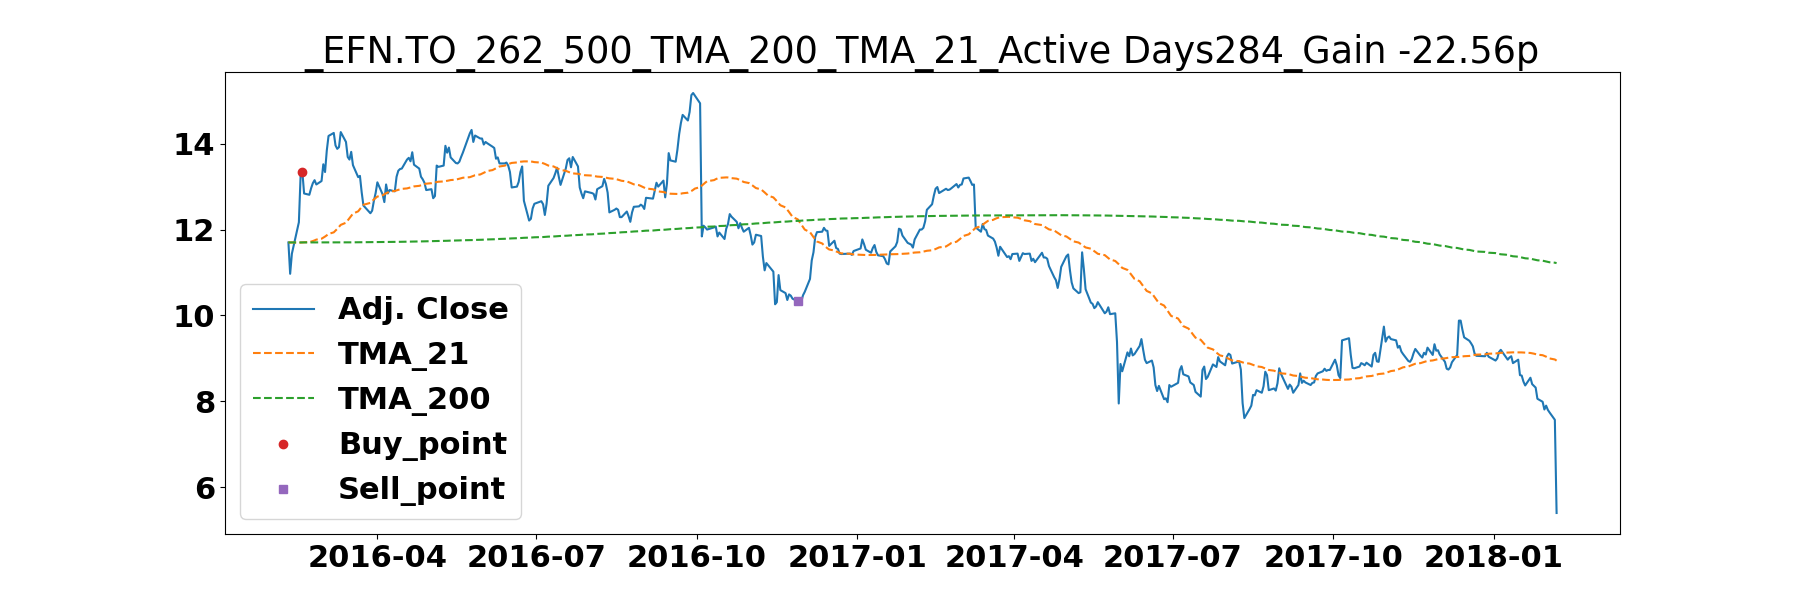 _EFN.TO_262_500_TMA_200_TMA_21_Active Days284_Gain -22.56p
14
12
10
8
6
Adj. Close
TMA_21
TMA_200
Buy_point
Sell_point
2016-04 2016-07 2016-10 2017-01 2017-04 2017-07 2017-10 2018-01